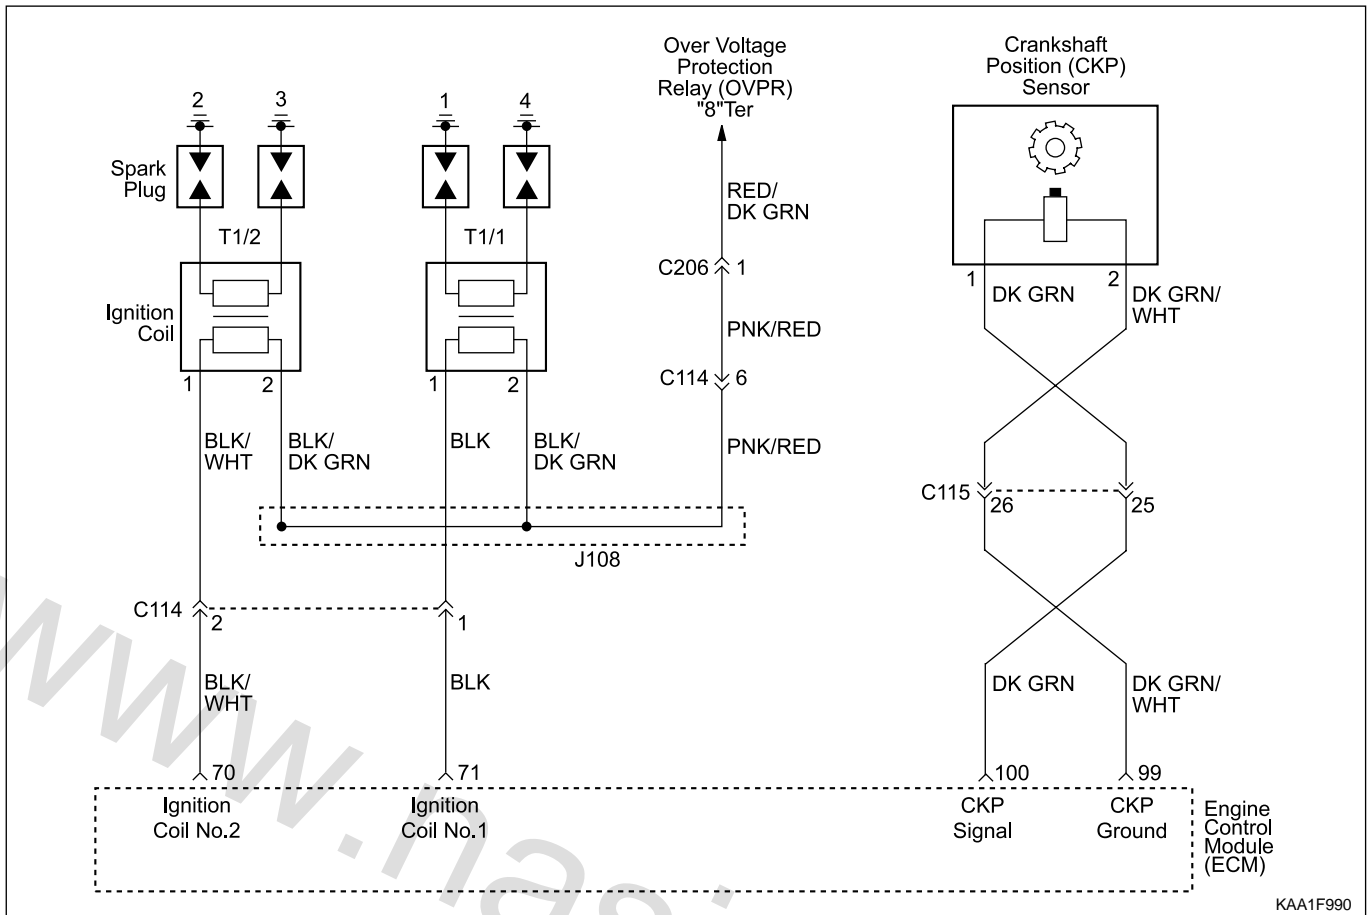 Over Voltage
Protection
Relay (OVPR)
"8"Ter
Crankshaft
Position (CKP)
Sensor
2
3
1
4
Spark
Plug
RED/
DK GRN
T1/2
T1/1
C206
1
1
DK GRN
2
DK GRN/
WHT
Ignition
Coil
PNK/RED
1
2
1
2
C114
6
BLK/
WHT
BLK/
DK GRN
BLK
BLK/
DK GRN
PNK/RED
C115
26
25
J108
C114
2
1
BLK/
WHT
BLK
DK GRN
DK GRN/
WHT
70
71
100
99
Ignition
Coil No.2
Ignition
Coil No.1
CKP
Signal
CKP
Ground
Engine
Control
Module
(ECM)
KAA1F990